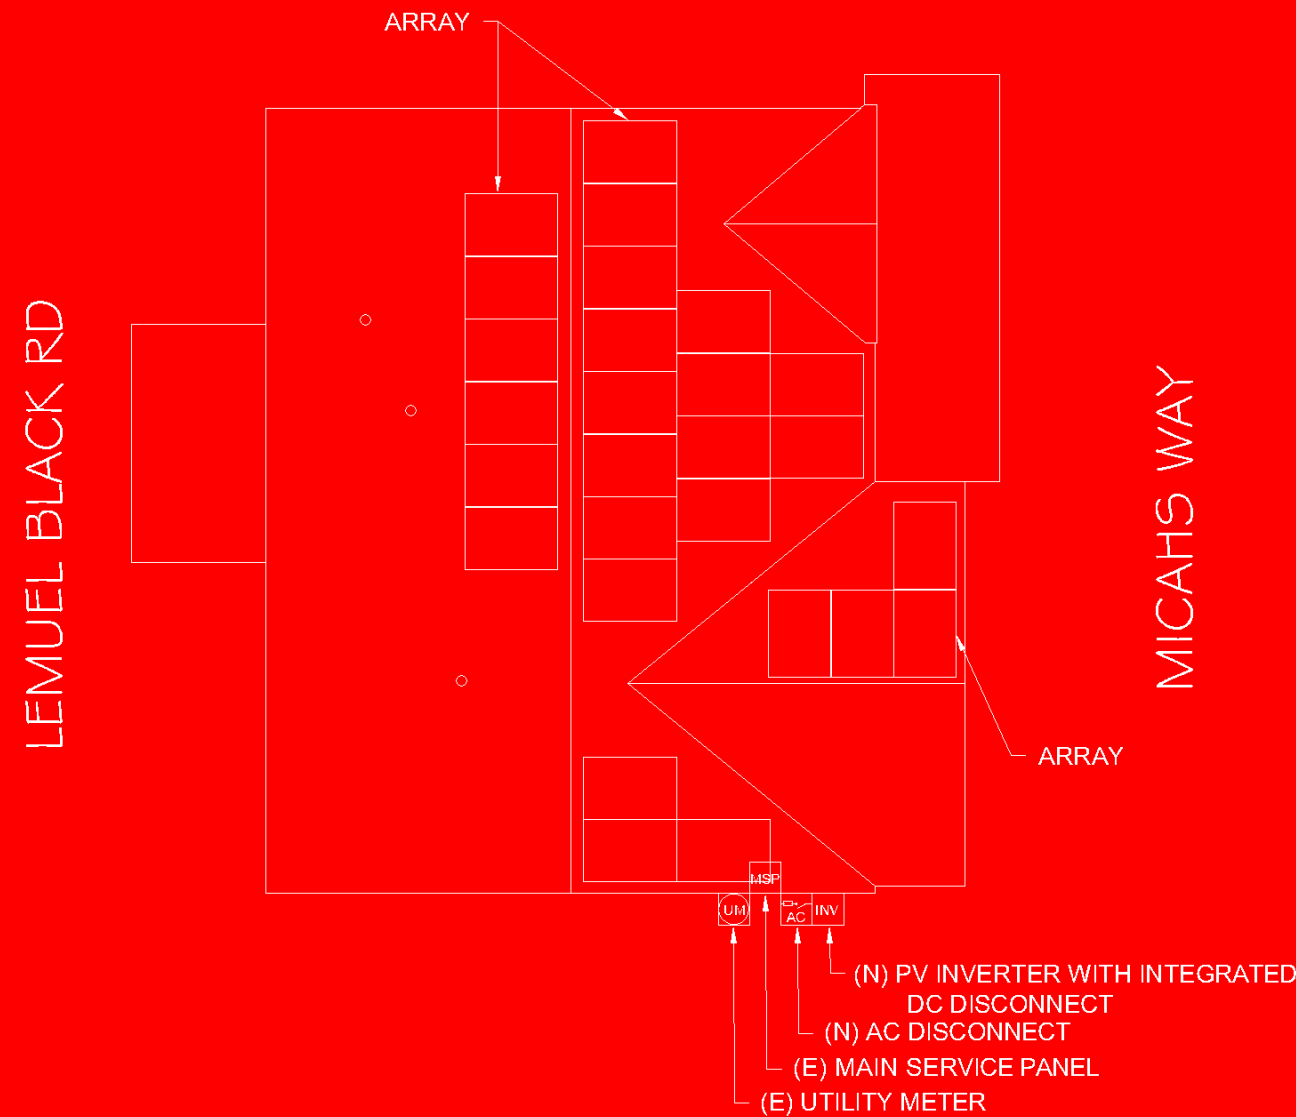 ARRAY
LEMUEL BLACK RD
MICAHS WAY
ARRAY
MSP
UM
AC
INV
(N) PV INVERTER WITH INTEGRATED
DC DISCONNECT
(N) AC DISCONNECT
(E) MAIN SERVICE PANEL
(E) UTILITY METER